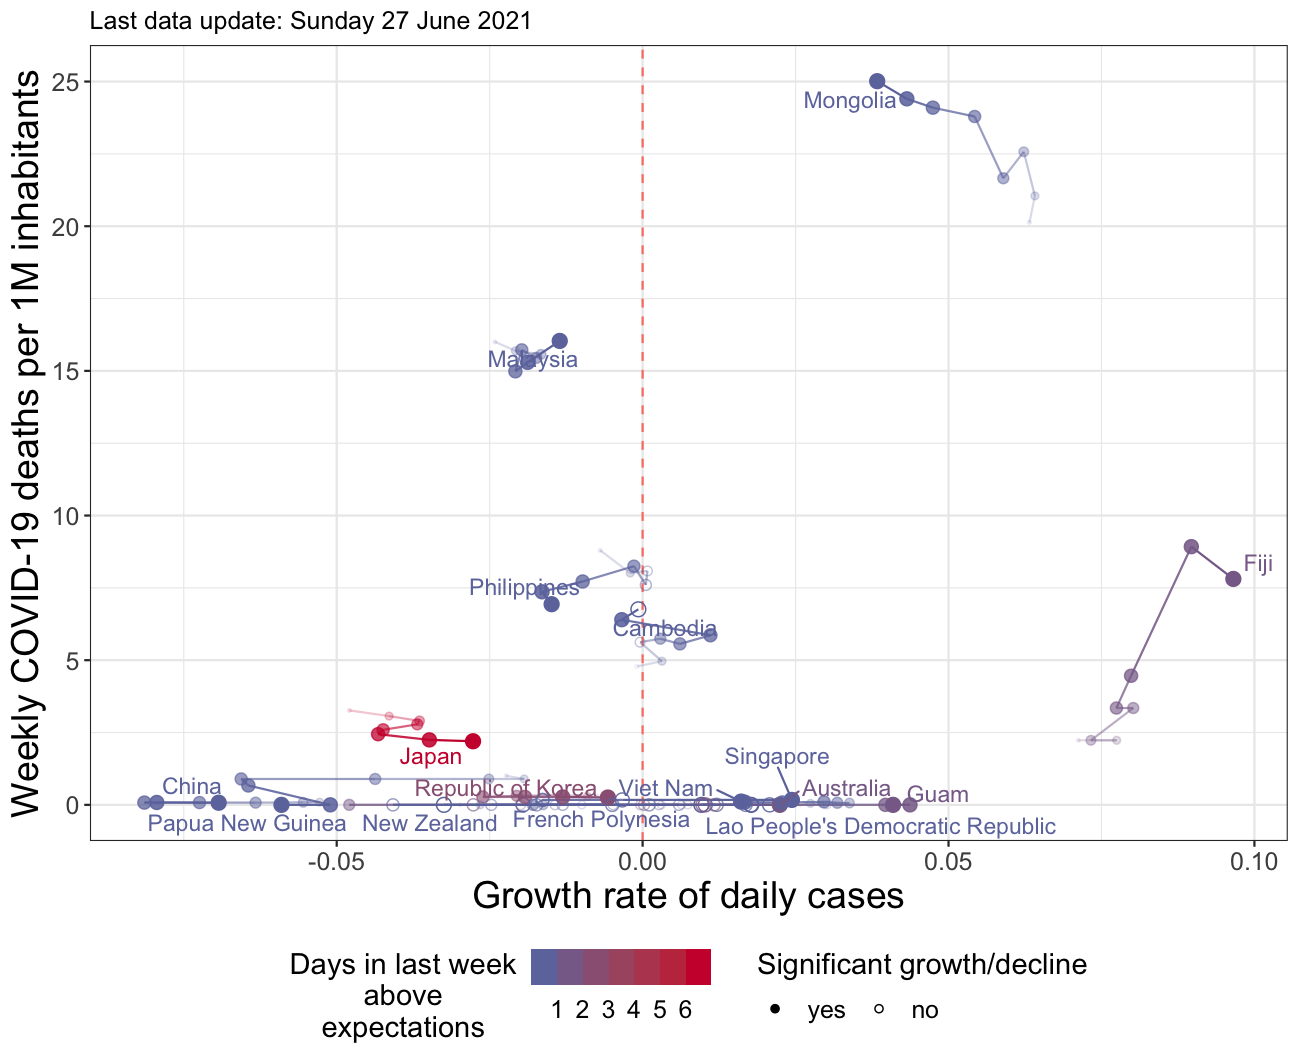 Last data update: Sunday 27 June 2021
Weekly COVID-19 deaths per 1M inhabitants
25
20
15
10
5
0
Mongolia
Malaysia
Philippines
Cambodia
Fiji
Japan
Singapore
China
Republic of Korea
Viet Nam
Australia
Guam
Papua New Guinea
New Zealand
French Polynesia
Lao People's Democratic Republic
-0.05
0.00
0.05
0.10
Growth rate of daily cases
Days in last week
above
expectations
1 2 3 4 5 6
Significant growth/decline
yes
no